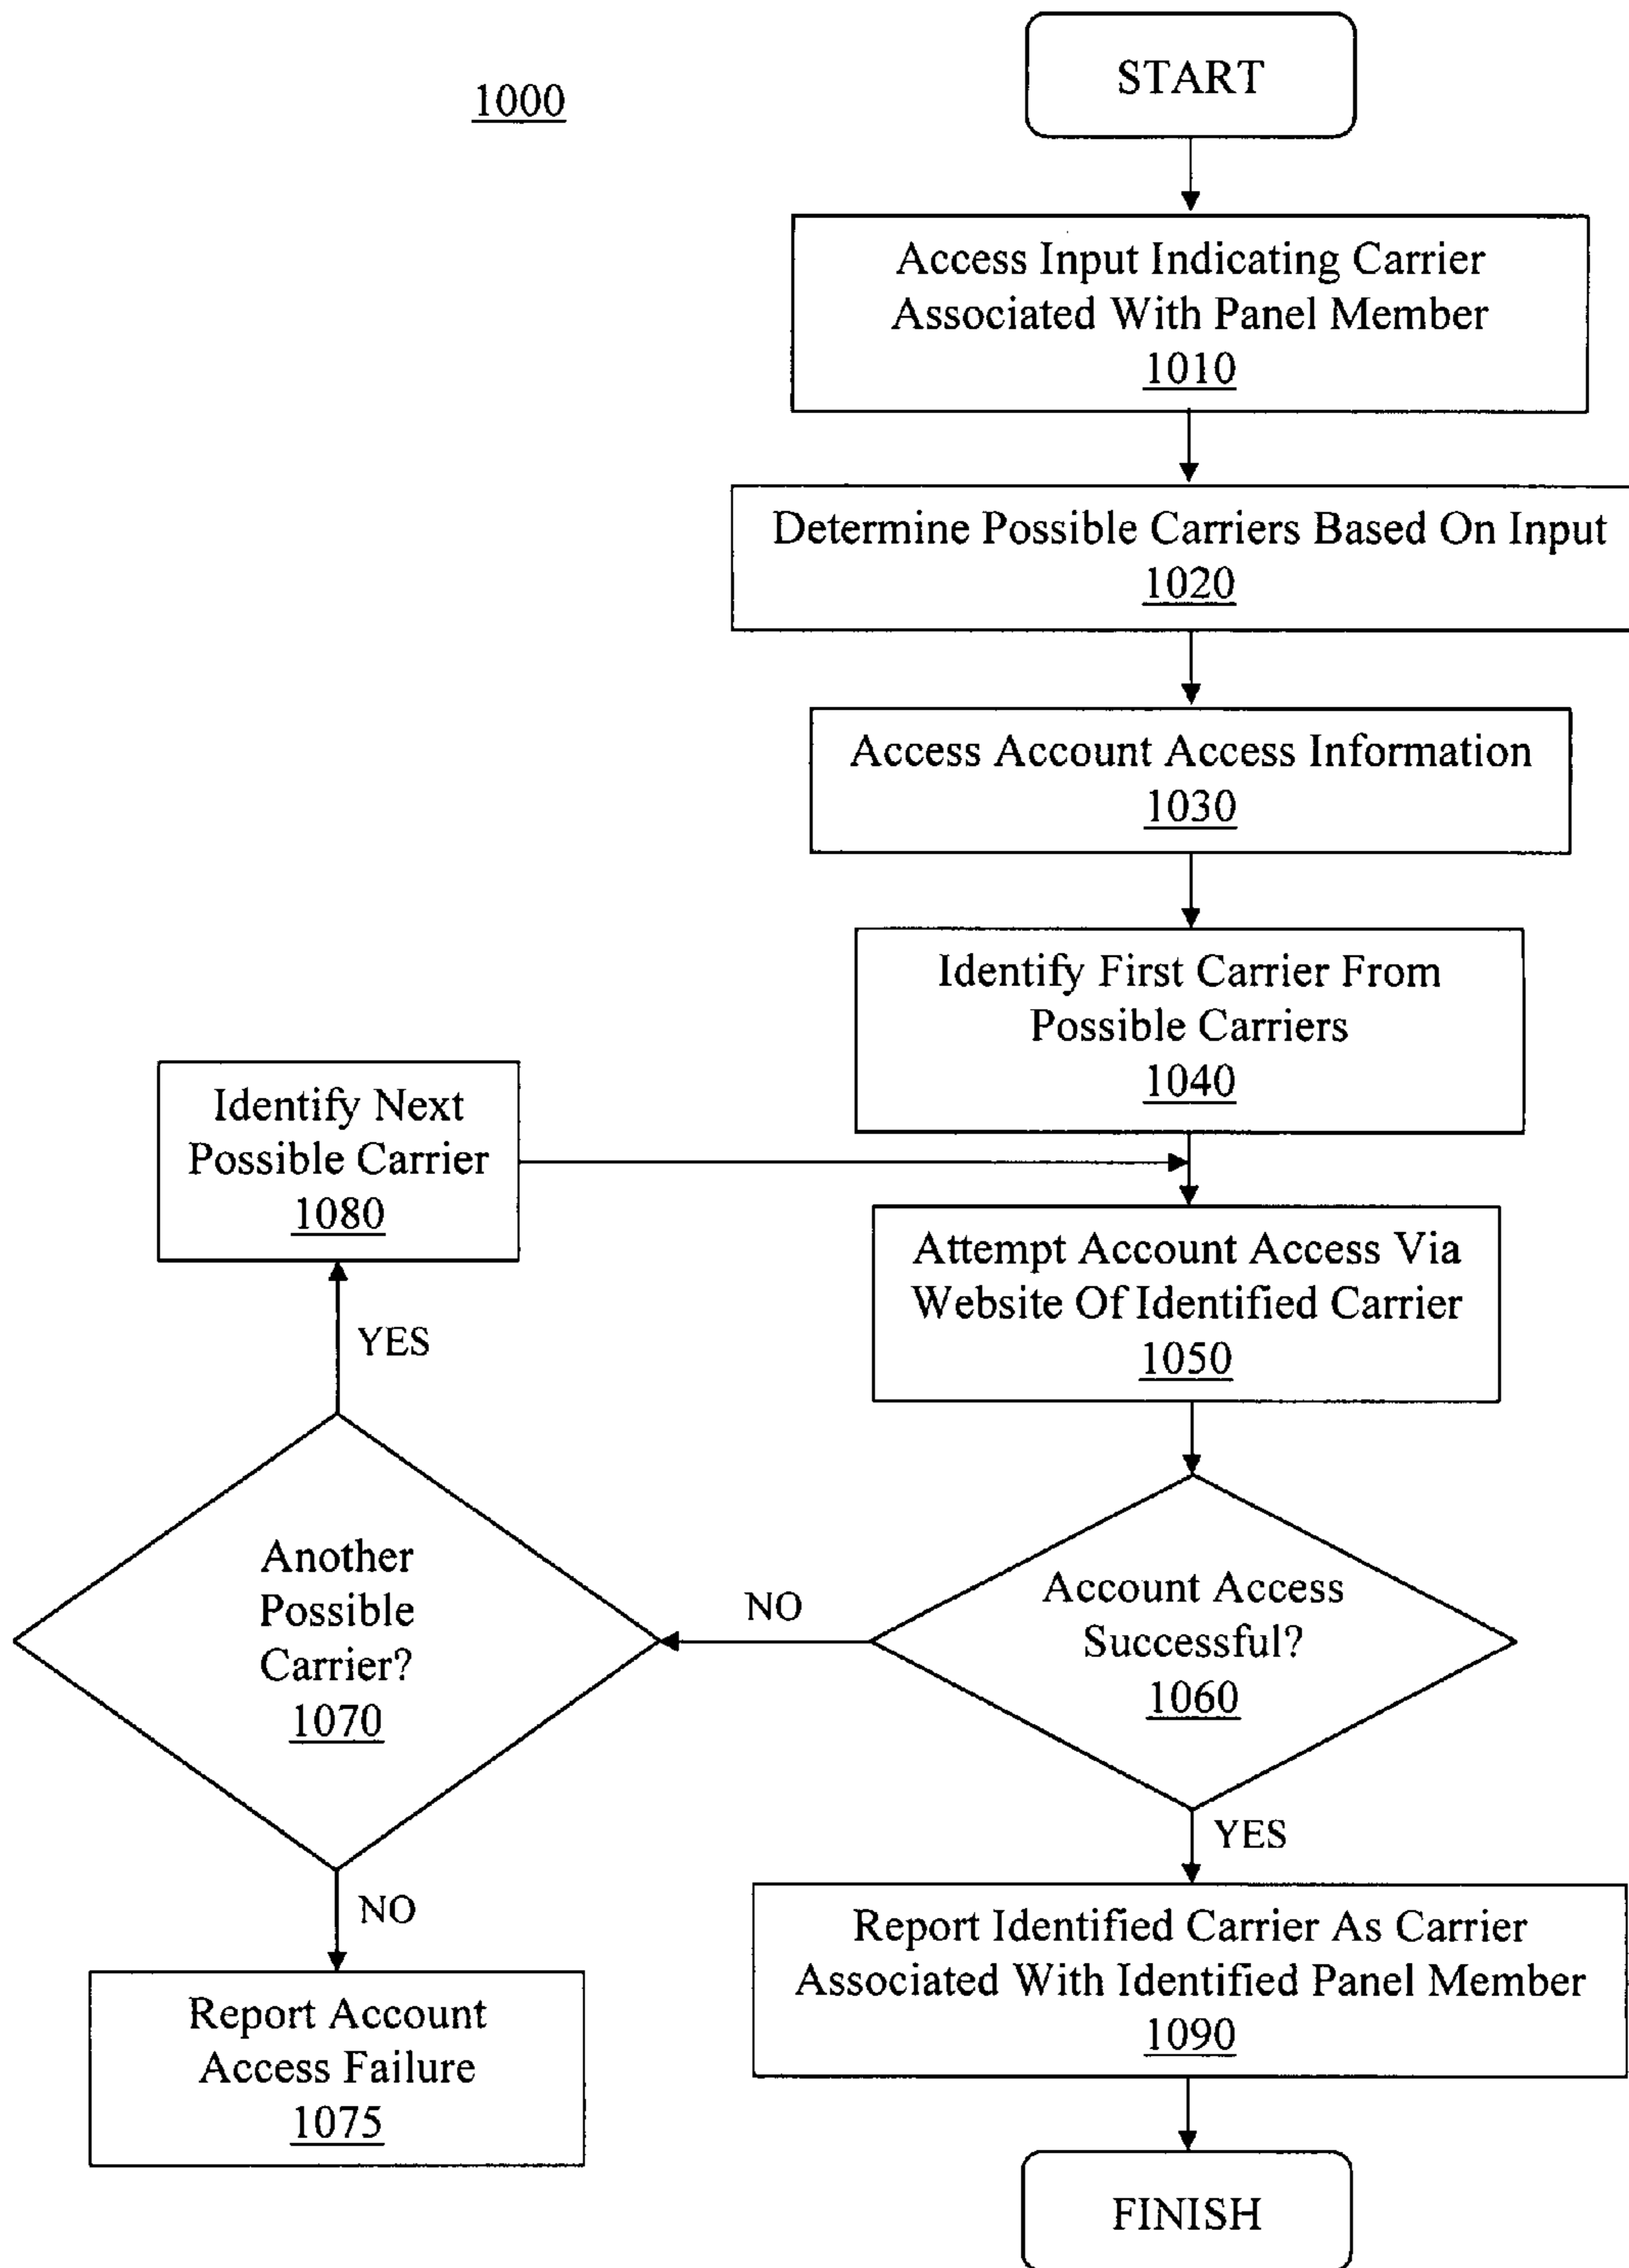 1000
START
Access Input Indicating Carrier
Associated With Panel Member
1010
Determine Possible Carriers Based On Input
1020
Access Account Access Information
1030
Identify First Carrier From
Possible Carriers
1040
Identify Next
Possible Carrier
1080
Attempt Account Access Via
Website Of Identified Carrier
1050
YES
Another
Possible
Carrier?
1070
NO
Account Access
Successful?
1060
YES
NO
Report Identified Carrier As Carrier
Associated With Identified Panel Member
1090
Report Account
Access Failure
1075
FINISH